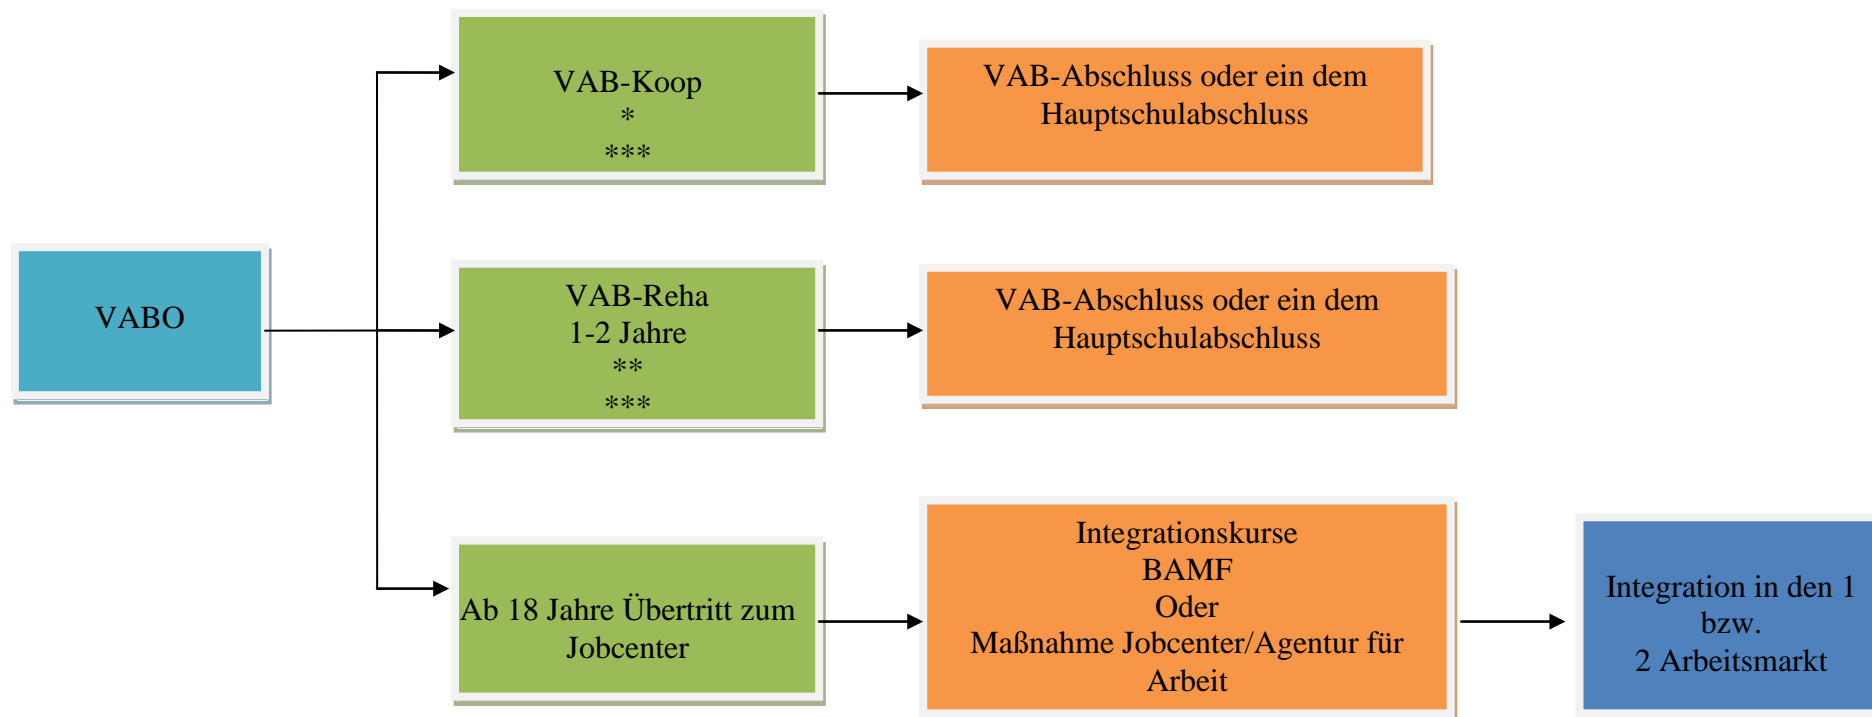 VABO
VAB-Koop
*
***
VAB-Abschluss oder ein dem
Hauptschulabschluss
VAB-Reha
1-2 Jahre
**
***
VAB-Abschluss oder ein dem
Hauptschulabschluss
Ab 18 Jahre Übertritt zum
Jobcenter
Integrationskurse
BAMF
Oder
Maßnahme Jobcenter/Agentur für
Arbeit
Integration in den 1
bzw.
2 Arbeitsmarkt